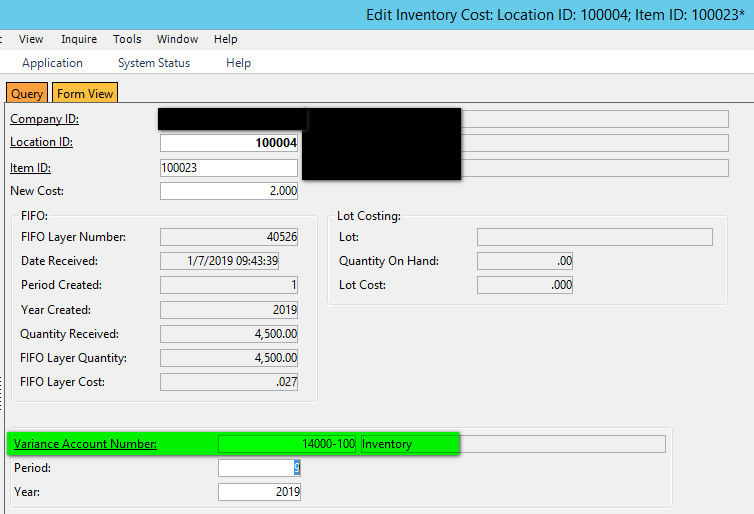 Edit Inventory Cost: Location ID: 100004; Item ID: 100023*
View Inquire Tools Window Help
Application System Status Help
Query Form View
Company ID:
Location ID: 100004
Item ID: 100023
New Cost: 2.000
FIFO: Lot Costing:
FIFO Layer Number: 40526 Lot:
Date Received: 1/7/2019 09:43:39 Quantity On Hand: .00
Period Created: 1 Lot Cost: .000
Year Created: 2019
Quantity Received: 4,500.00
FIFO Layer Quantity: 4,500.00
FIFO Layer Cost: .027
Variance Account Number: 14000-100 Inventory
Period: 9
Year: 2019